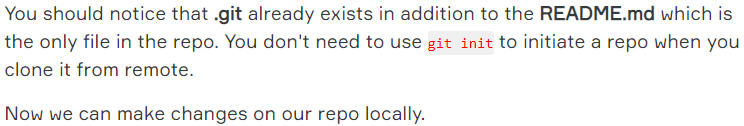 You should notice that .git already exists in addition to the README.md which is
the only file in the repo. You don't need to use git init to initiate a repo when you
clone it from remote.
Now we can make changes on our repo locally.